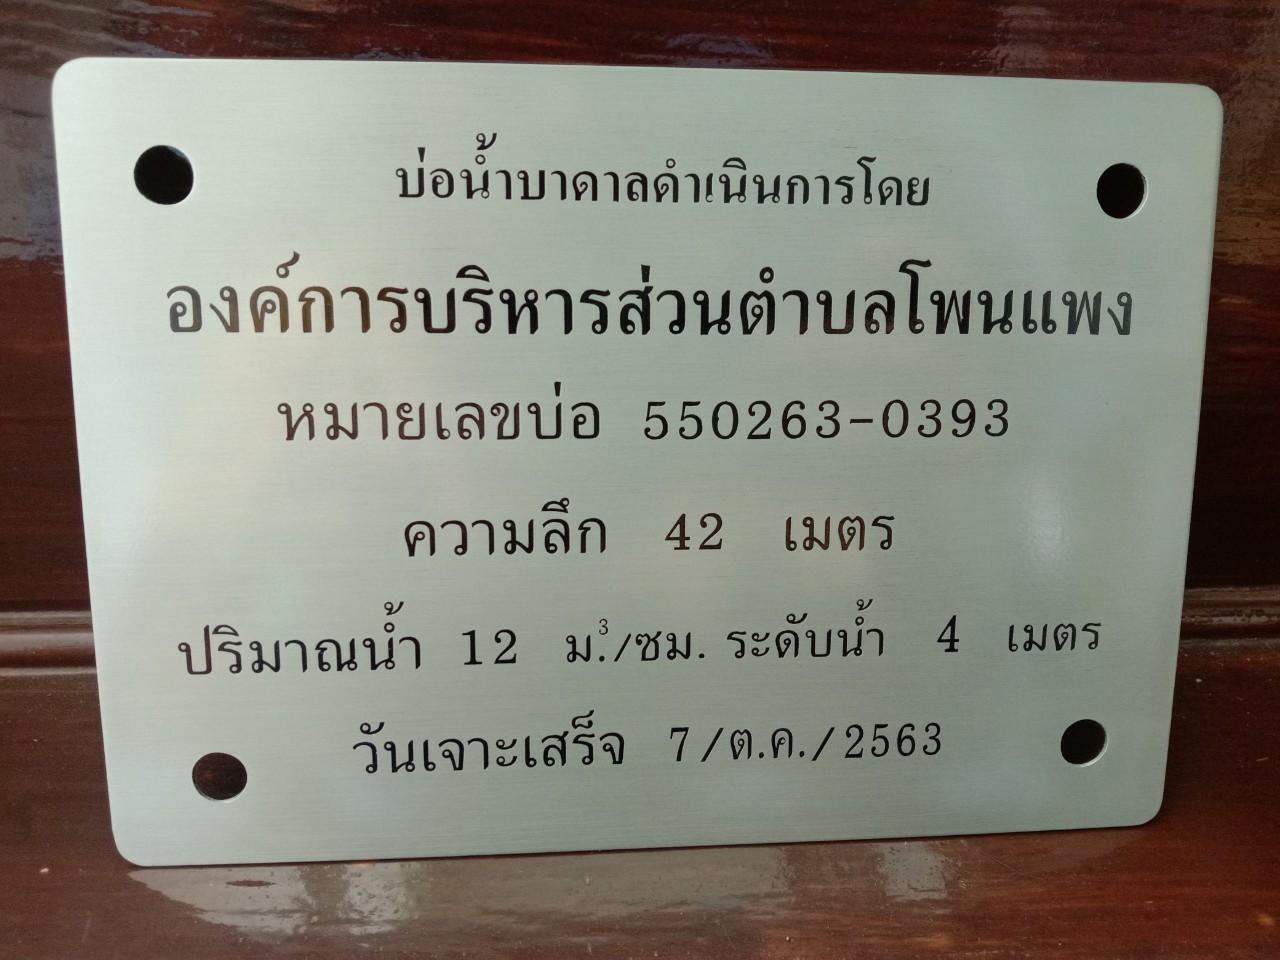 บ่อน้ำบาดาลดำเนินการโดย
องค์การบริหารส่วนตำบลโพนแพง
หมายเลขบ่อ 550263-0393
ความลึก 42 เมตร
ปริมาณน้ำ 12 ม.³/ซม. ระดับน้ำ 4 เมตร
วันเจาะเสร็จ 7/ต.ค./2563